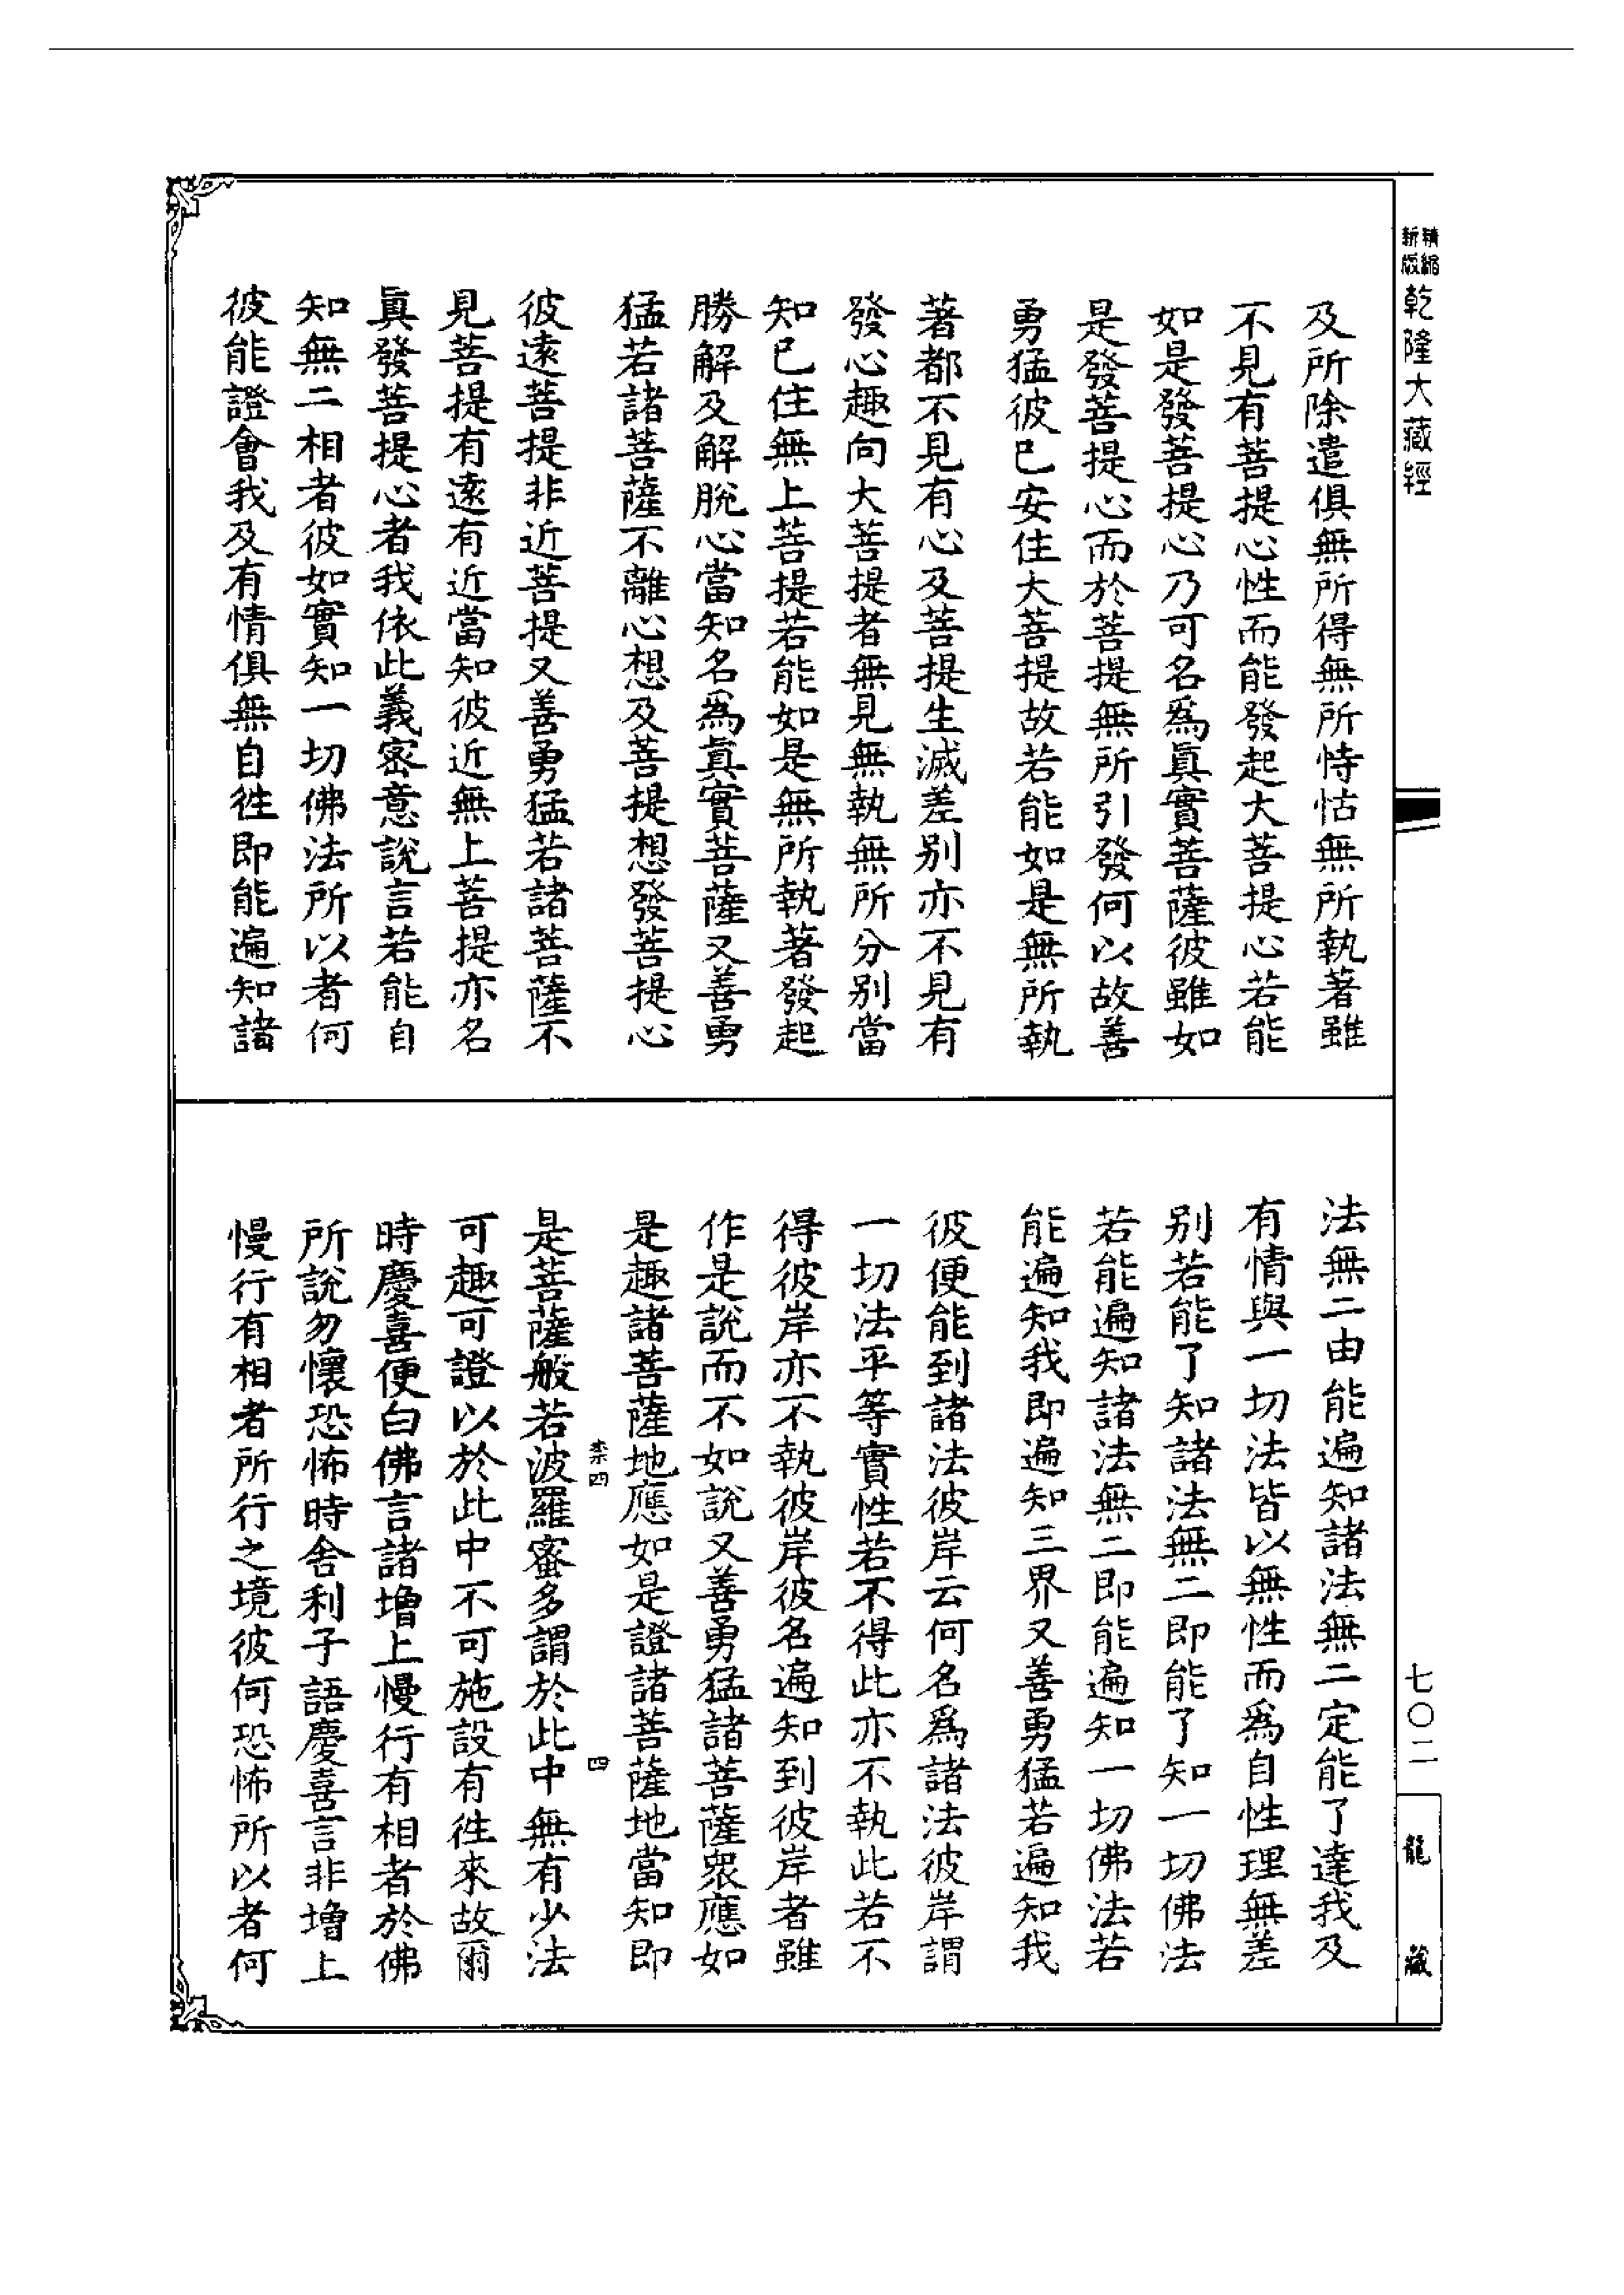 精縮新版乾隆大藏經
及所除遣俱無所得無所恃怙無所執著雖
不見有菩提心性而能發起大菩提心若能
如是發菩提心乃可名爲眞實菩薩彼雖如
是發菩提心而於菩提無所引發何以故善
勇猛彼已安住大菩提故若能如是無所執
著都不見有心及菩提生滅差别亦不見有
發心趣向大菩提者無見無執無所分别當
知已住無上菩提若能如是無所執著發起
勝解及解脫心當知名爲眞實菩薩又善勇
猛若諸菩薩不離心想及菩提想發菩提心
彼遠菩提非近菩提又善勇猛若諸菩薩不
見菩提有遠有近當知彼近無上菩提亦名
眞發菩提心者我依此義密意說言若能自
知無二相者彼如實知一切佛法所以者何
彼能證會我及有情俱無自性即能遍知諸
法無二由能遍知諸法無二定能了達我及
有情與一切法皆以無性而爲自性理無差
别若能了知諸法無二即能了知一切佛法
若能遍知諸法無二即能遍知一切佛法若
能遍知我即遍知三界又善勇猛若遍知我
彼便能到諸法彼岸云何名爲諸法彼岸謂
一切法平等實性若不得此亦不執此若不
得彼岸亦不執彼岸彼名遍知到彼岸者雖
作是說而不如說又善勇猛諸菩薩衆應如
是趣諸菩薩地應如是證諸菩薩地當知即
柰四
四
是菩薩般若波羅蜜多謂於此中無有少法
可趣可證以於此中不可施設有徃來故爾
時慶喜便白佛言諸增上慢行有相者於佛
所說勿懷恐怖時舍利子語慶喜言非增上
慢行有相者所行之境彼何恐怖所以者何
七〇二
龍藏